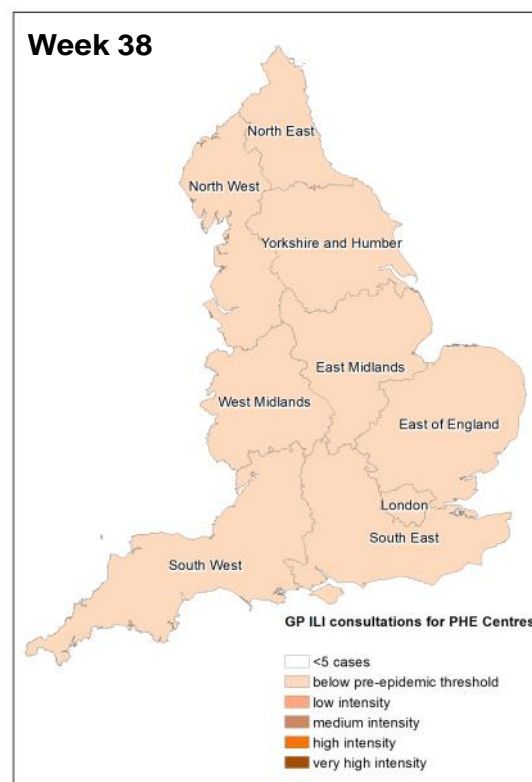 Week 38
North East
North West
Yorkshire and Humber
East Midlands
West Midlands
East of England
London
South East
South West
GP ILI consultations for PHE Centres
<5 cases
below pre-epidemic threshold
low intensity
medium intensity
high intensity
very high intensity